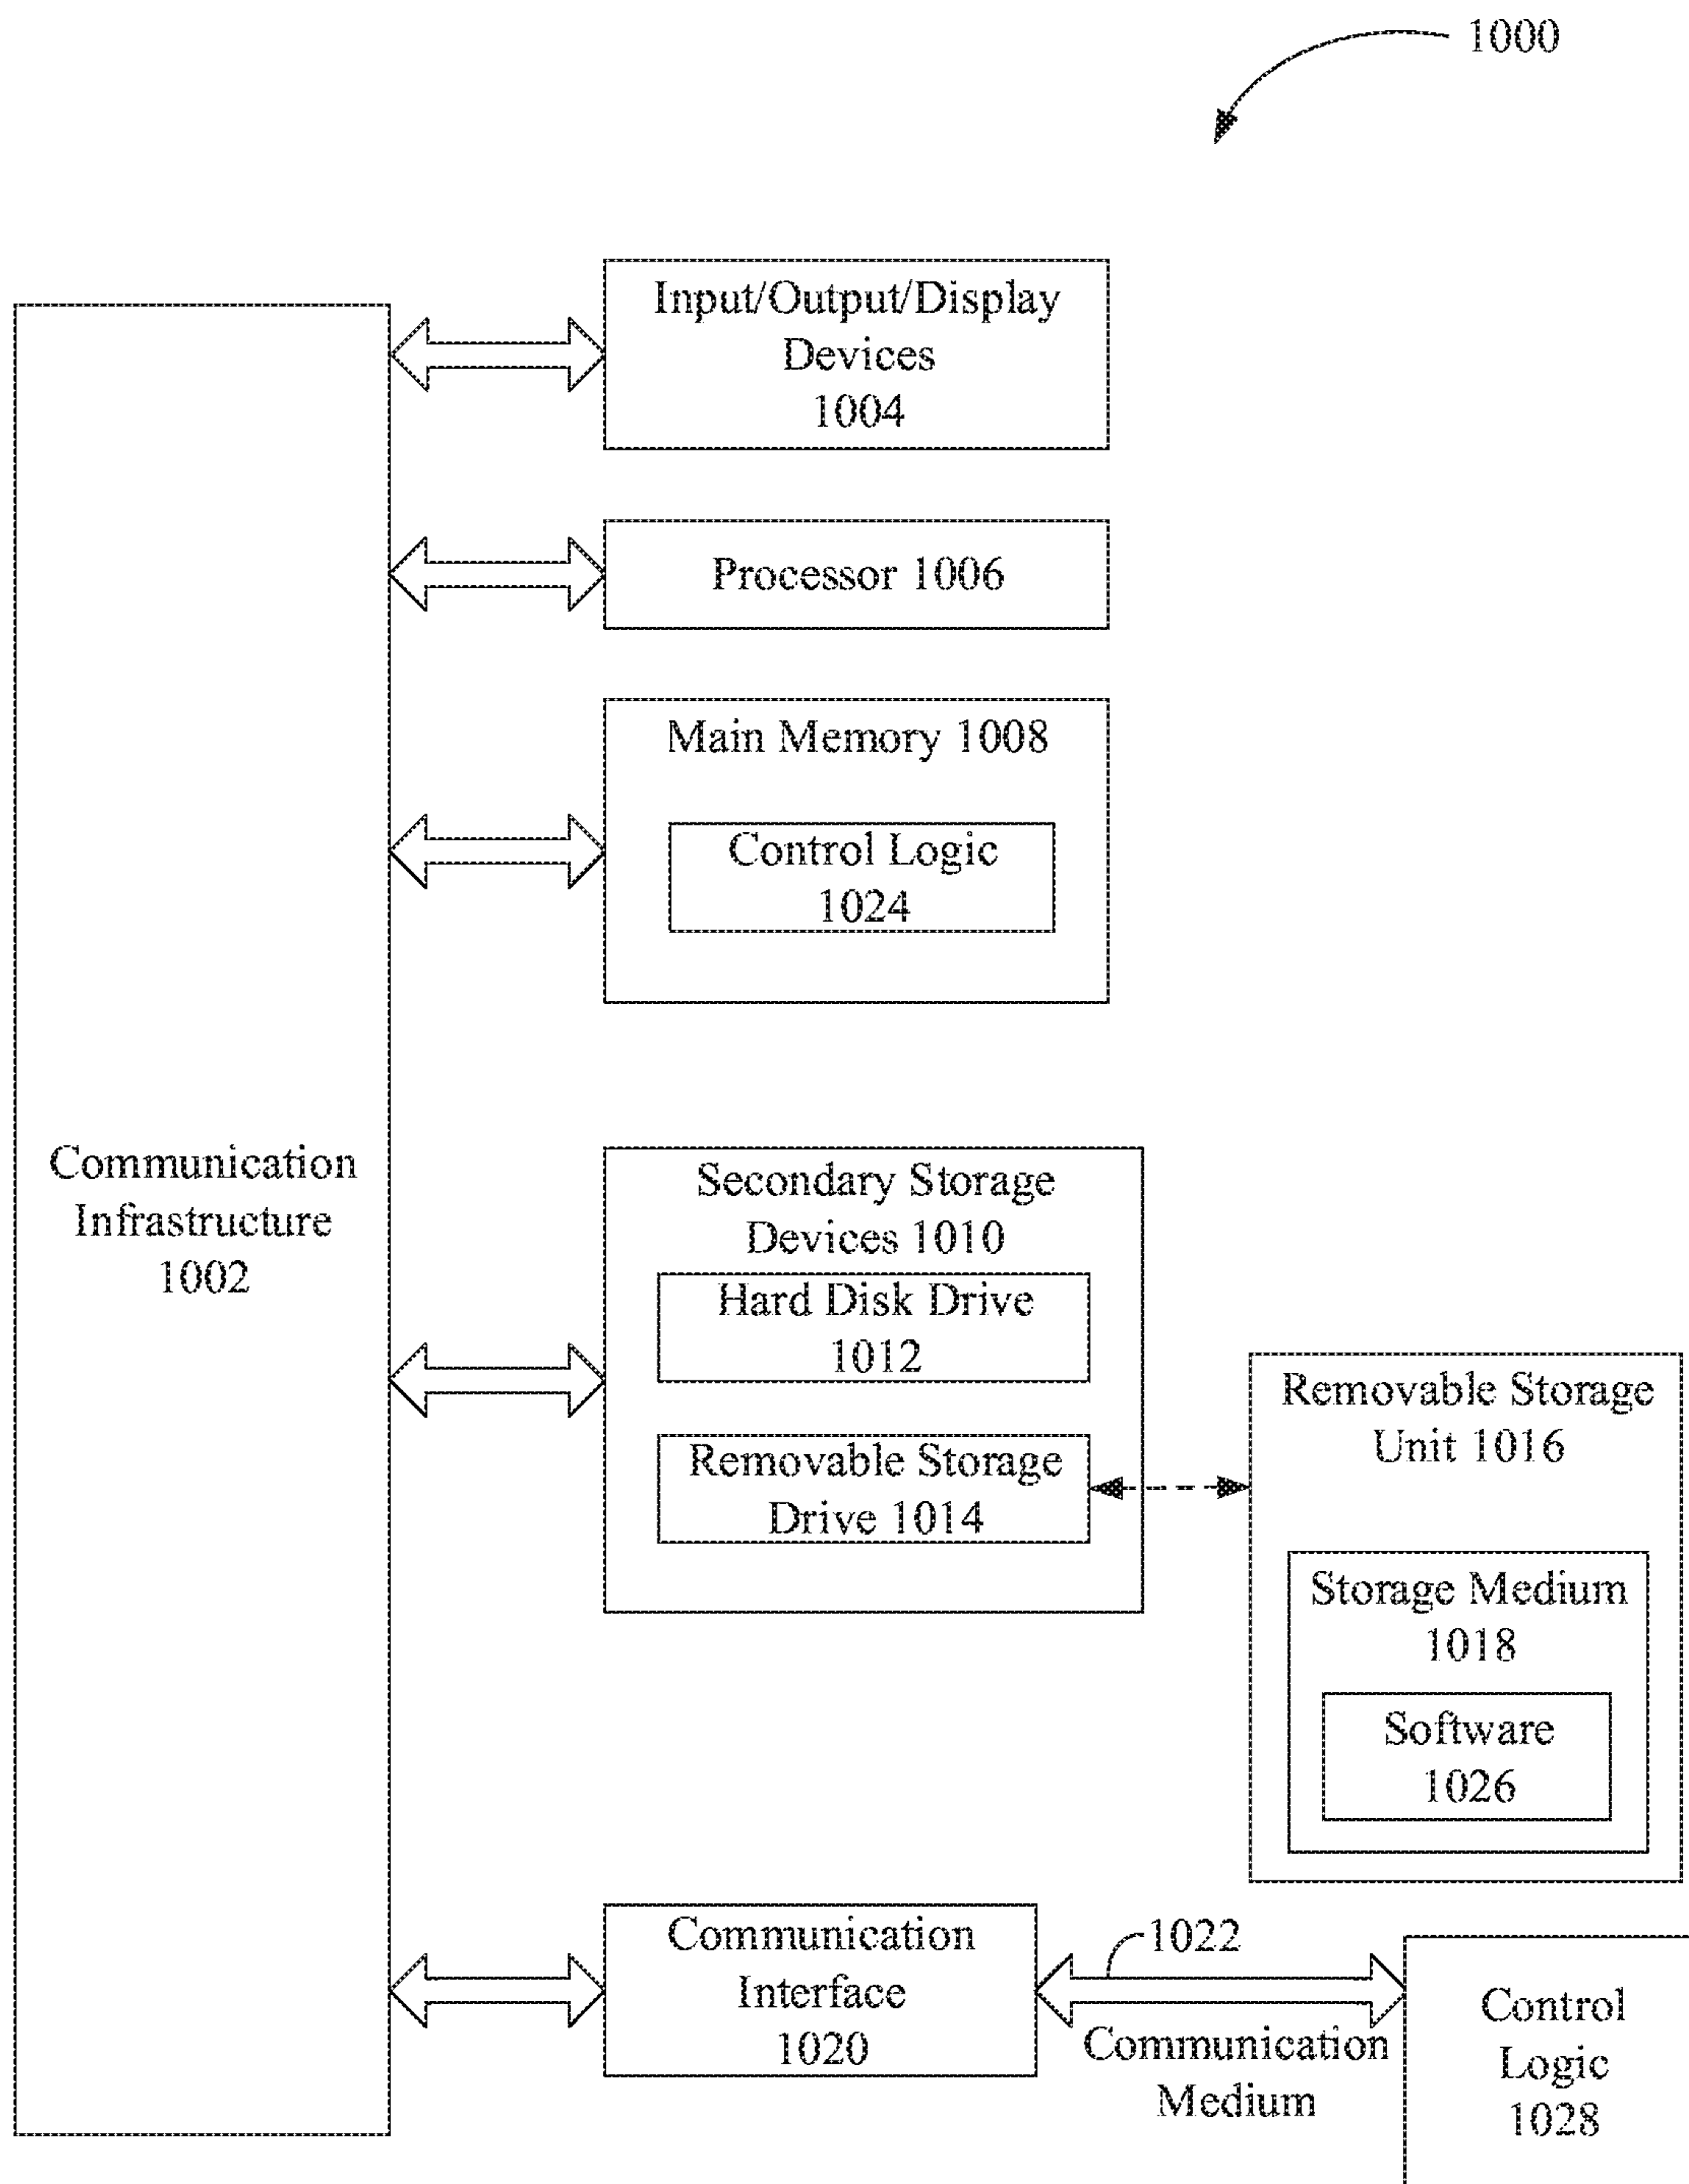 1000
Input/Output/Display
Devices
1004
Processor 1006
Main Memory 1008
Control Logic
1024
Communication
Infrastructure
1002
Secondary Storage
Devices 1010
Hard Disk Drive
1012
Removable Storage
Drive 1014
Removable Storage
Unit 1016
Storage Medium
1018
Software
1026
Communication
Interface
1020
1022
Communication
Medium
Control
Logic
1028